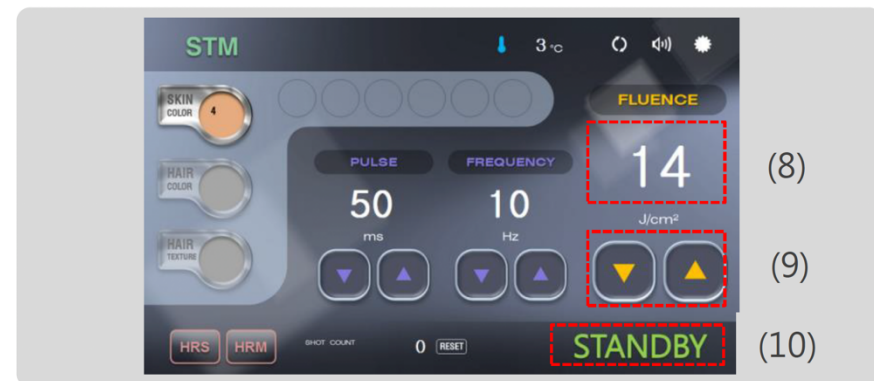 STM
3 °C
SKIN
COLOR
4
FLUENCE
PULSE
FREQUENCY
14
(8)
HAIR
COLOR
50
10
J/cm²
ms
Hz
HAIR
TEXTURE
(9)
HRS
HRM
SHOT COUNT
0
RESET
STANDBY
(10)